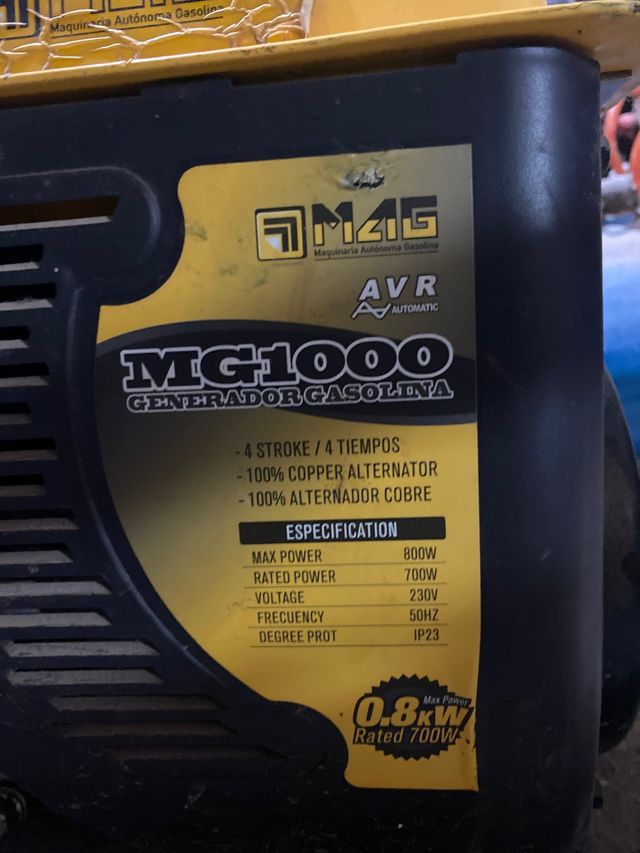 Maquinaria Autónoma Gasolina
MAG
Maquinaria Autónoma Gasolina
AVR
AUTOMATIC
MG1000
GENERADOR GASOLINA
- 4 STROKE / 4 TIEMPOS
- 100% COPPER ALTERNATOR
- 100% ALTERNADOR COBRE
ESPECIFICATION
MAX POWER 800W
RATED POWER 700W
VOLTAGE 230V
FRECUENCY 50HZ
DEGREE PROT IP23
Max Power
0.8KW
Rated 700W